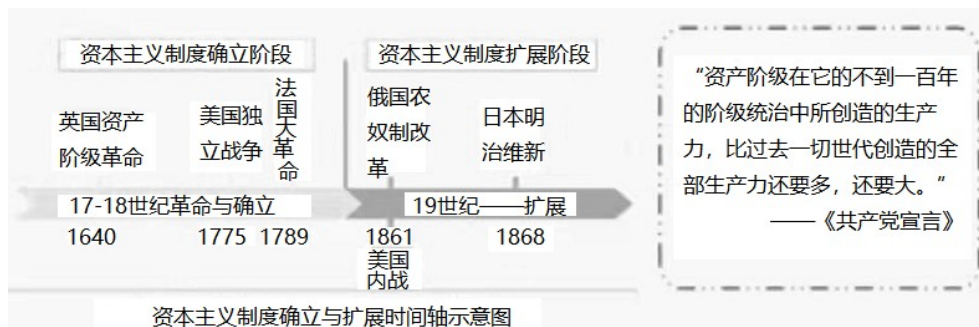 资本主义制度确立阶段
资本主义制度扩展阶段
英国资产
阶级革命
美国独
立战争
法国大革命
俄国农
奴制改
革
日本明
治维新
17-18世纪革命与确立
19世纪——扩展
1640
1775
1789
1861
1868
美国
内战
资本主义制度确立与扩展时间轴示意图
“资产阶级在它的不到一百年
的阶级统治中所创造的生产
力，比过去一切世代创造的全
部生产力还要多，还要大。”
——《共产党宣言》